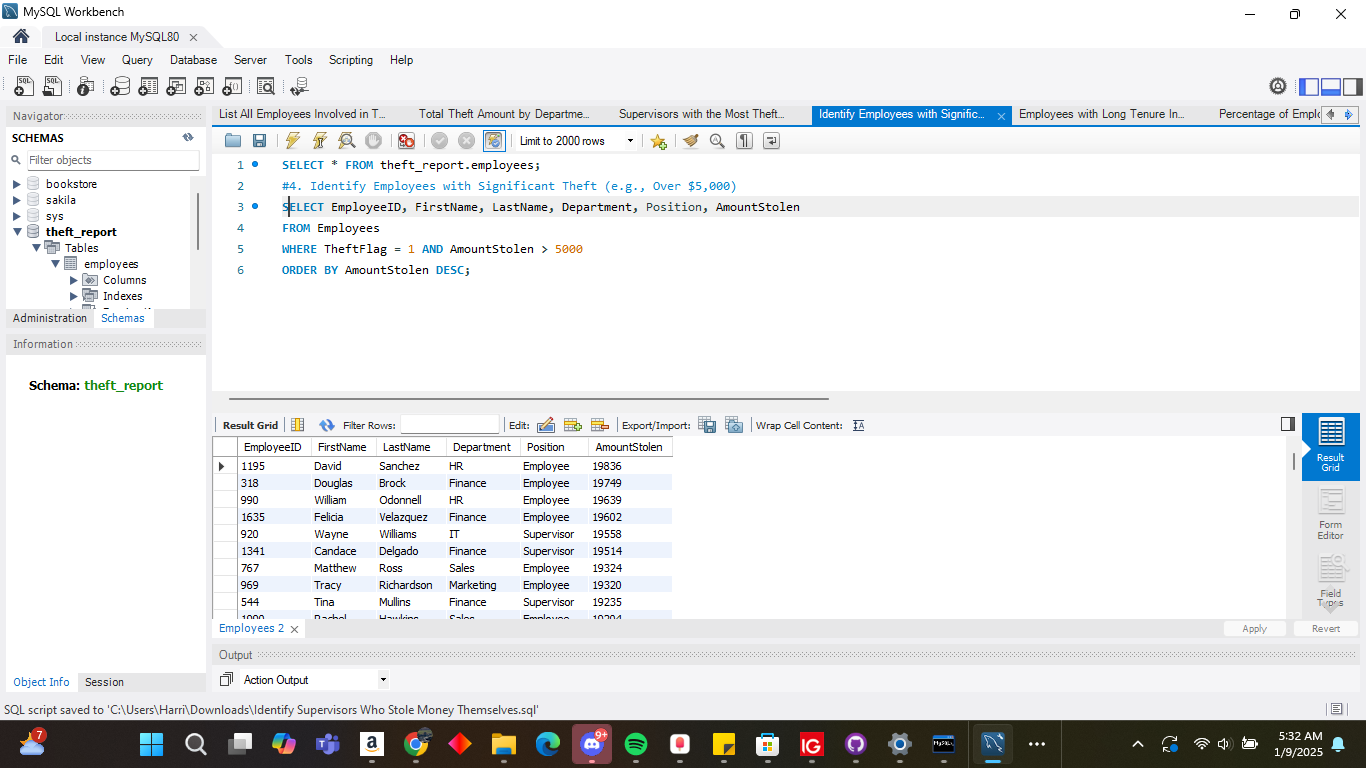 MySQL Workbench
Local instance MySQL80
File Edit View Query Database Server Tools Scripting Help
Navigator
SCHEMAS
Filter objects
bookstore
sakila
sys
theft_report
Tables
employees
Columns
Indexes
Administration Schemas
Information
Schema: theft_report
Object Info Session
List All Employees Involved in T... Total Theft Amount by Departme... Supervisors with the Most Theft... Identify Employees with Signific... Employees with Long Tenure In... Percentage of Emplo
Limit to 2000 rows
1 SELECT * FROM theft_report.employees;
2 #4. Identify Employees with Significant Theft (e.g., Over $5,000)
3 SELECT EmployeeID, FirstName, LastName, Department, Position, AmountStolen
4 FROM Employees
5 WHERE TheftFlag = 1 AND AmountStolen > 5000
6 ORDER BY AmountStolen DESC;
Result Grid Filter Rows: Edit: Export/Import: Wrap Cell Content:
EmployeeID FirstName LastName Department Position AmountStolen
1195 David Sanchez HR Employee 19836
318 Douglas Brock Finance Employee 19749
990 William Odonnell HR Employee 19639
1635 Felicia Velazquez Finance Employee 19602
920 Wayne Williams IT Supervisor 19558
1341 Candace Delgado Finance Supervisor 19514
767 Matthew Ross Sales Employee 19324
969 Tracy Richardson Marketing Employee 19320
544 Tina Mullins Finance Supervisor 19235
Rachel Hawkins Sales Employee
Result
Grid
Form
Editor
Field
Types
Employees 2
Apply Revert
Output
Action Output
SQL script saved to 'C:\Users\Harri\Downloads\Identify Supervisors Who Stole Money Themselves.sql'
7
9+
5:32 AM
1/9/2025